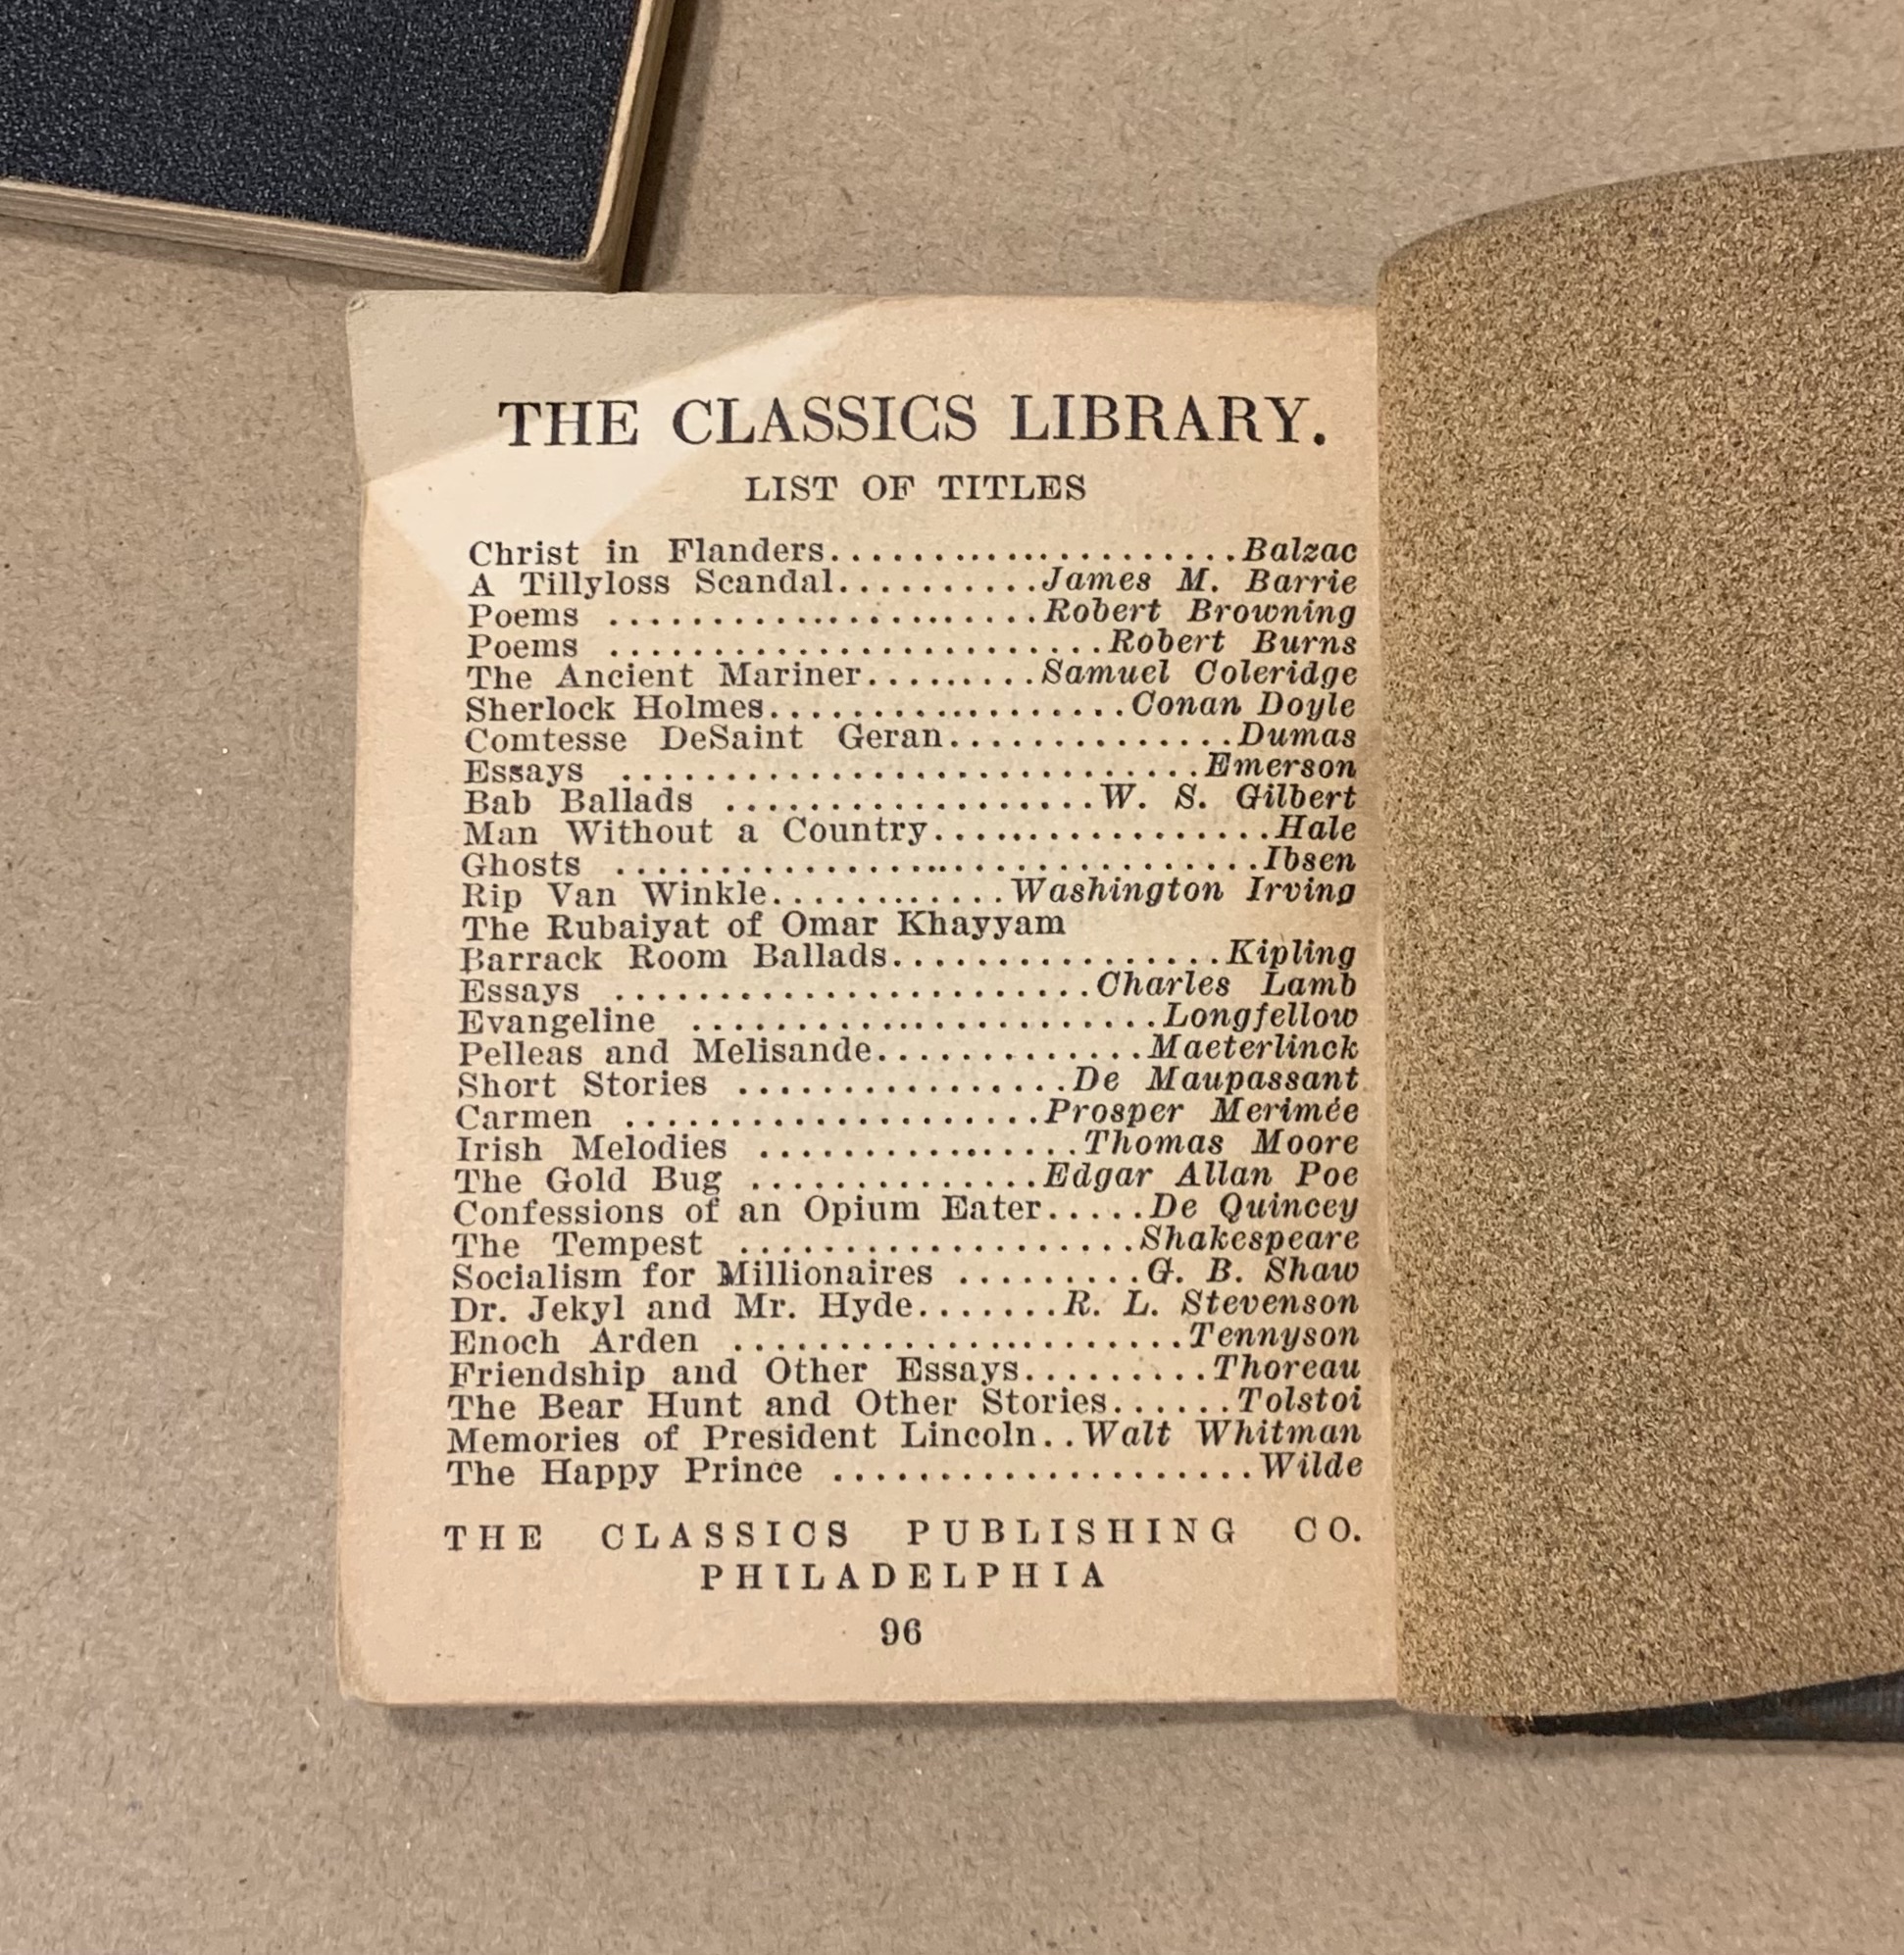 THE CLASSICS LIBRARY.
LIST OF TITLES
Christ in Flanders......................Balzac
A Tillyloss Scandal..........James M. Barrie
Poems ................Robert Browning
Poems ..................Robert Burns
The Ancient Mariner.........Samuel Coleridge
Sherlock Holmes..................Conan Doyle
Comtesse DeSaint Geran..............Dumas
Essays .....................Emerson
Bab Ballads ..............W. S. Gilbert
Man Without a Country.................Hale
Ghosts ........................Ibsen
Rip Van Winkle...........Washington Irving
The Rubaiyat of Omar Khayyam
Barrack Room Ballads.................Kipling
Essays .................Charles Lamb
Evangeline .................Longfellow
Pelleas and Melisande.............Maeterlinck
Short Stories ............De Maupassant
Carmen ...............Prosper Merimée
Irish Melodies ............Thomas Moore
The Gold Bug ...........Edgar Allan Poe
Confessions of an Opium Eater.....De Quincey
The Tempest ...............Shakespeare
Socialism for Millionaires .........G. B. Shaw
Dr. Jekyl and Mr. Hyde.......R. L. Stevenson
Enoch Arden .................Tennyson
Friendship and Other Essays.........Thoreau
The Bear Hunt and Other Stories......Tolstoi
Memories of President Lincoln..Walt Whitman
The Happy Prince ................Wilde
THE CLASSICS PUBLISHING CO.
PHILADELPHIA
96